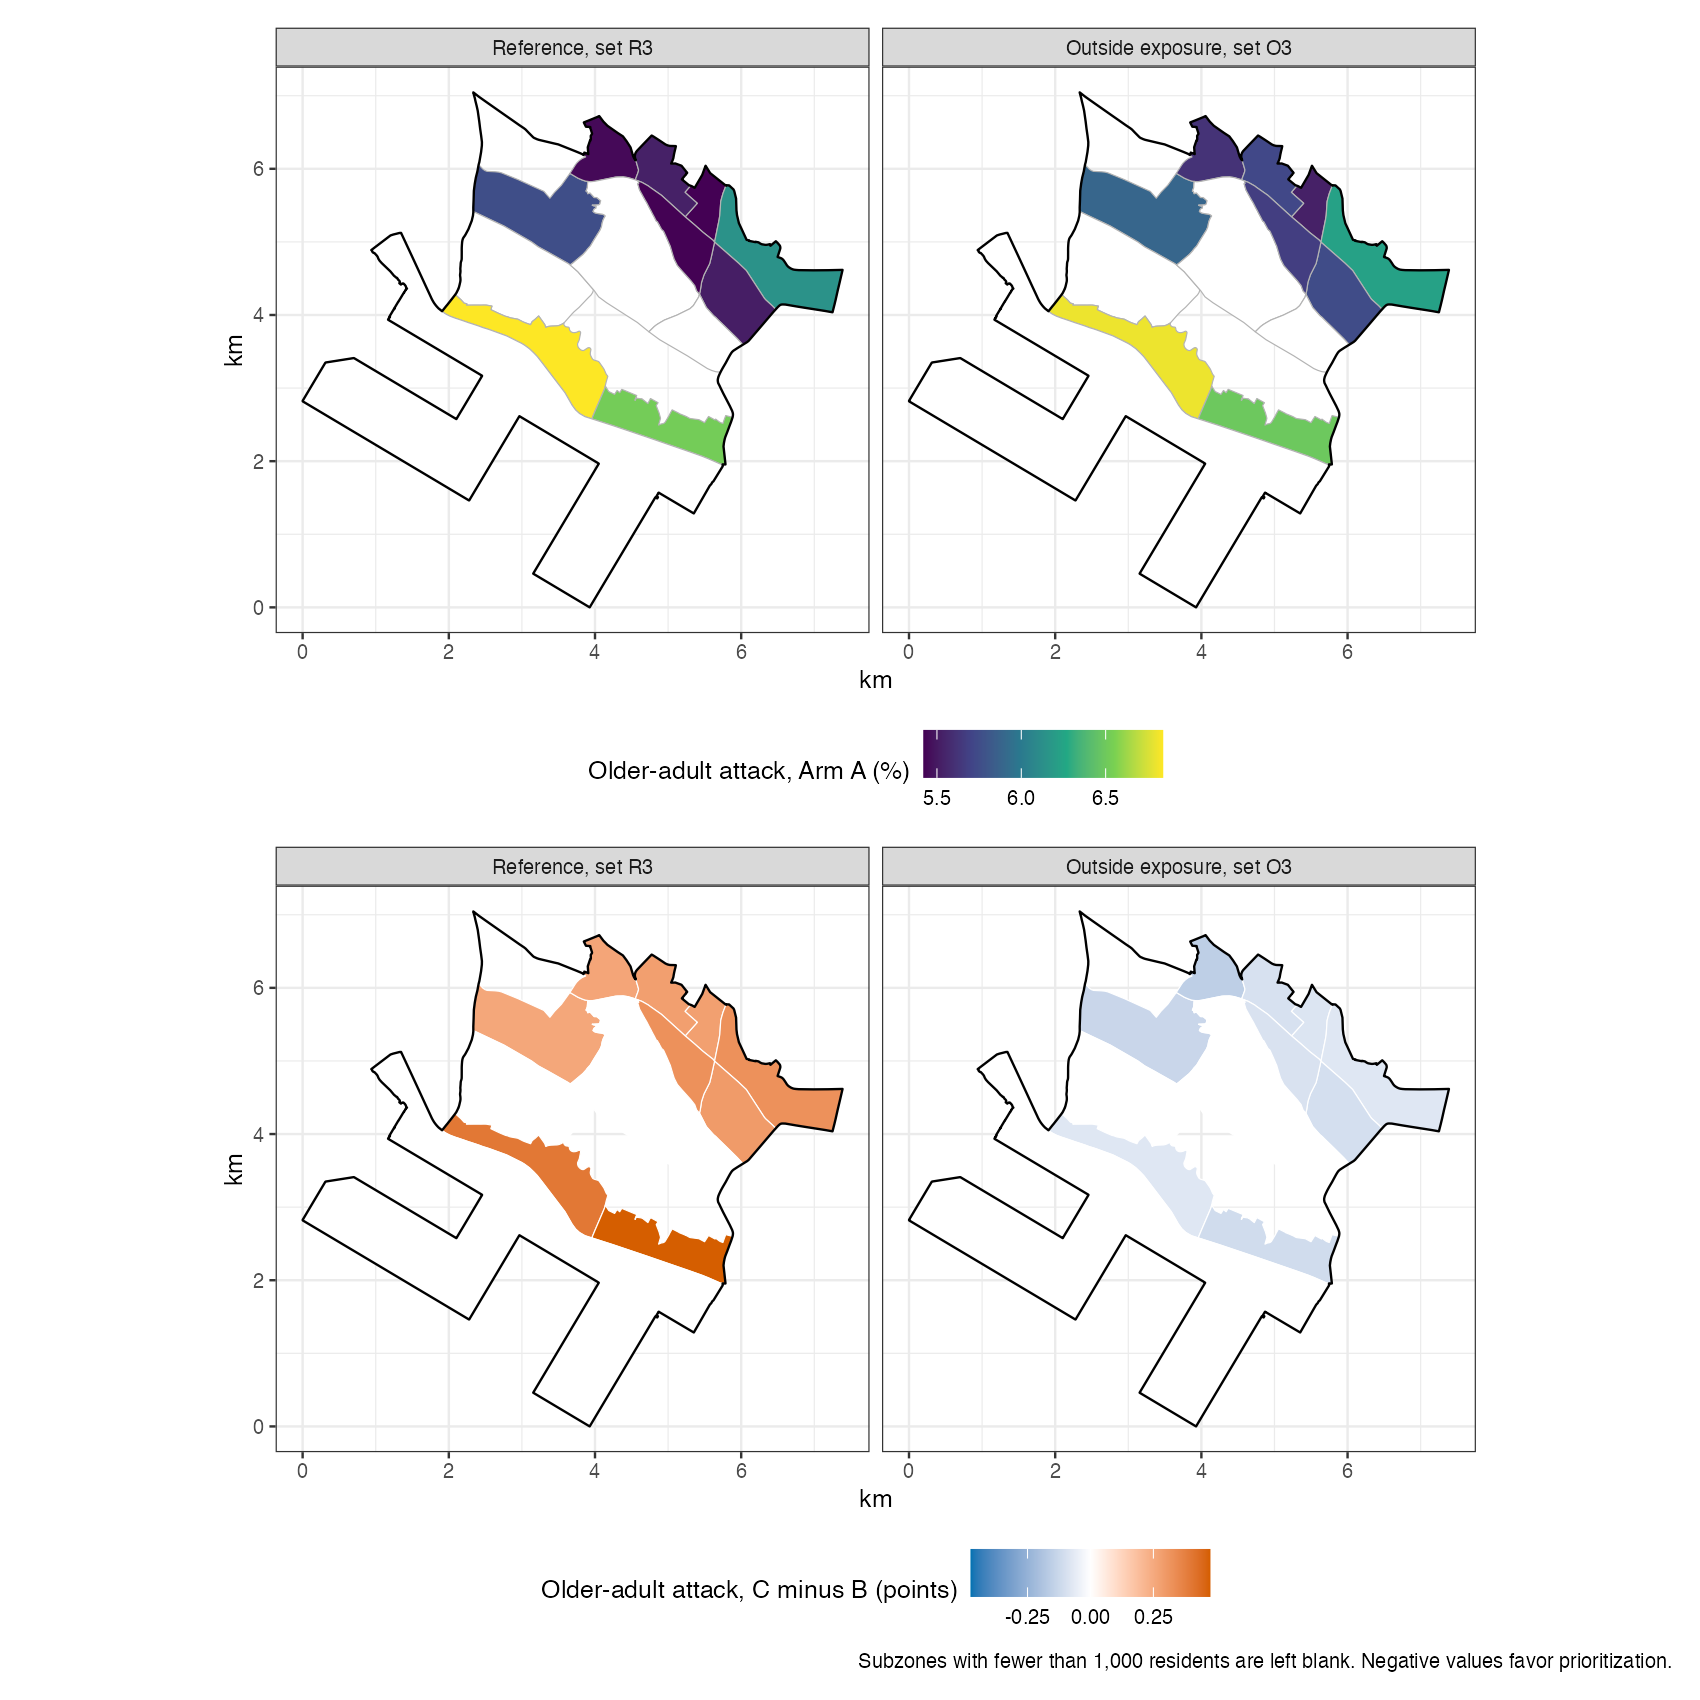 Reference, set R3
Outside exposure, set O3
6
4
2
0
km
0 2 4 6
0 2 4 6
km
Older-adult attack, Arm A (%)
5.5 6.0 6.5
Reference, set R3
Outside exposure, set O3
6
4
2
0
km
0 2 4 6
0 2 4 6
km
Older-adult attack, C minus B (points)
-0.25 0.00 0.25
Subzones with fewer than 1,000 residents are left blank. Negative values favor prioritization.